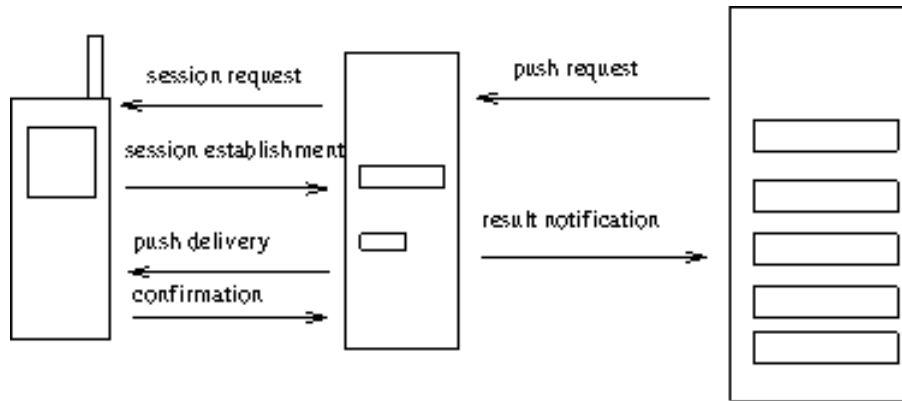 session request
push request
session establishment
result notification
push delivery
confirmation